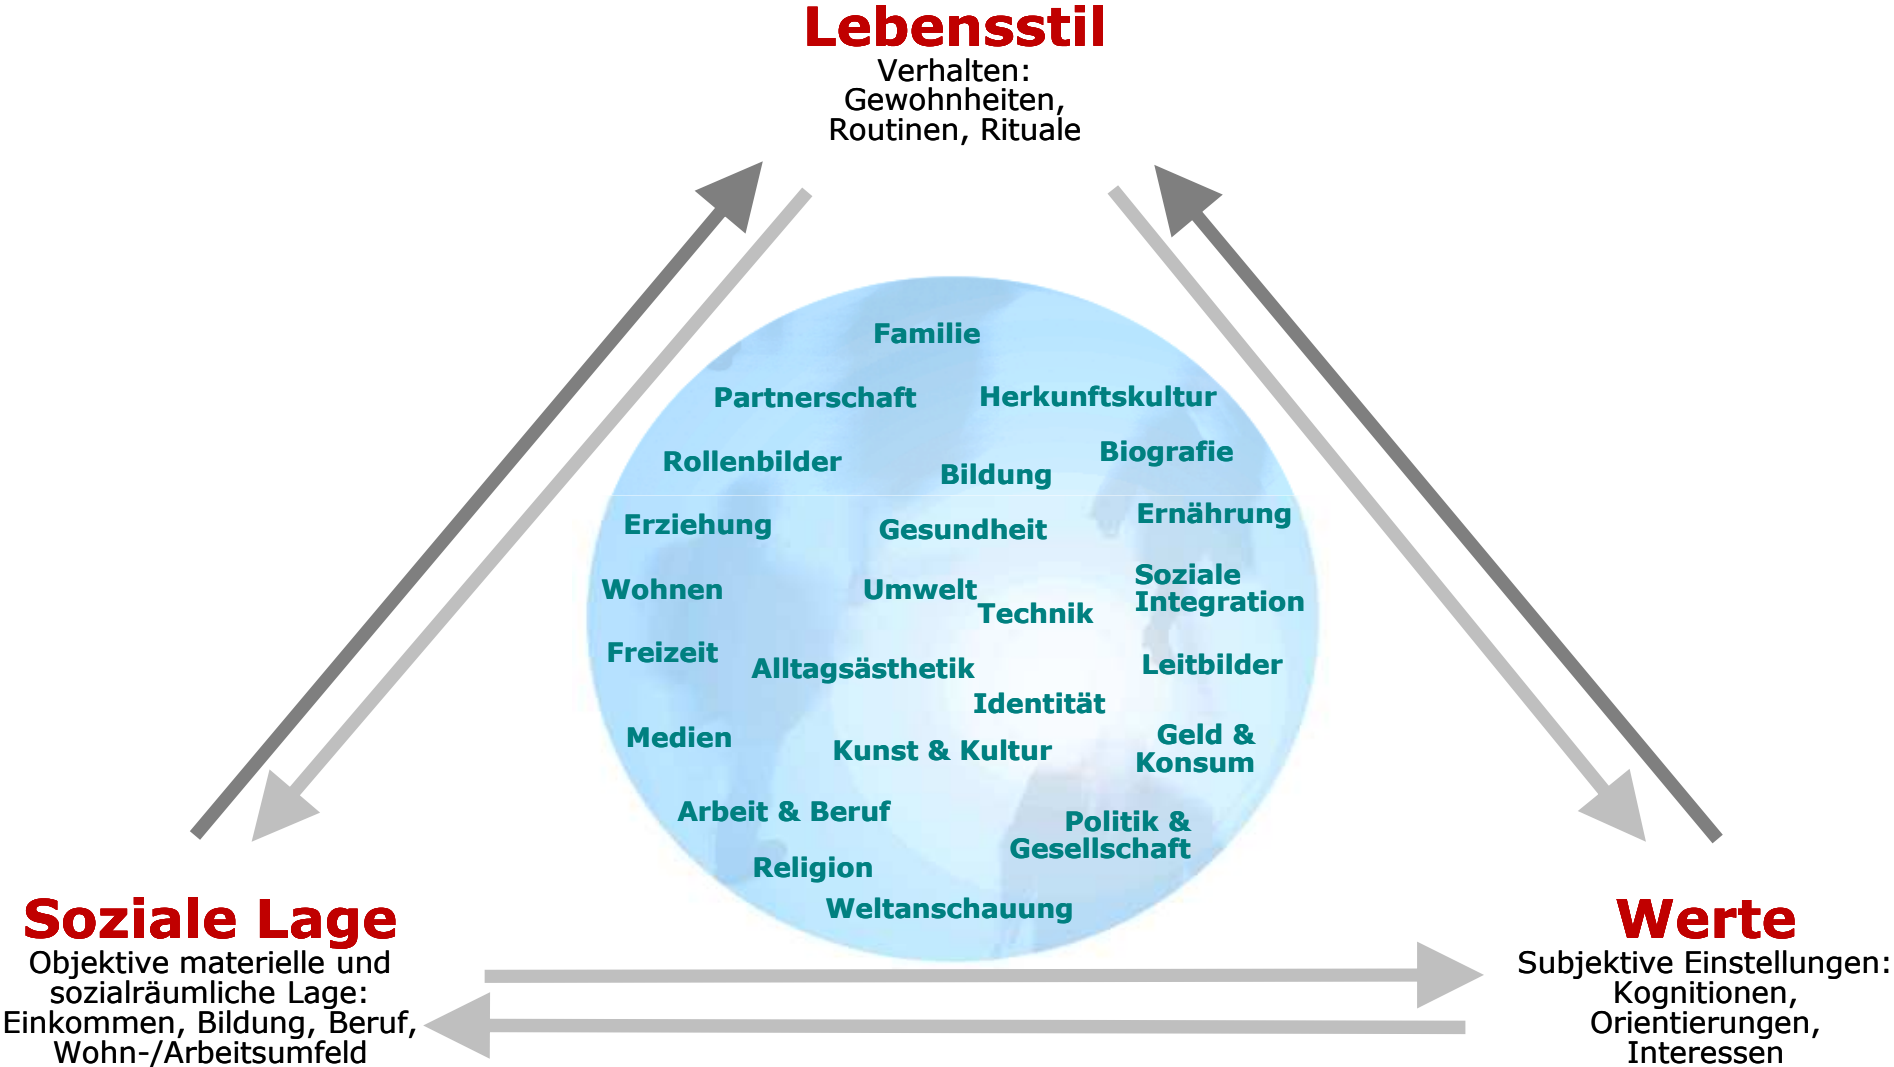 Lebensstil
Verhalten:
Gewohnheiten,
Routinen, Rituale
Familie
Partnerschaft
Herkunftskultur
Rollenbilder
Bildung
Biografie
Erziehung
Gesundheit
Ernährung
Wohnen
Umwelt
Technik
Soziale
Integration
Freizeit
Alltagsästhetik
Leitbilder
Identität
Medien
Kunst & Kultur
Geld &
Konsum
Arbeit & Beruf
Politik &
Gesellschaft
Religion
Weltanschauung
Soziale Lage
Objektive materielle und
sozialräumliche Lage:
Einkommen, Bildung, Beruf,
Wohn-/Arbeitsumfeld
Werte
Subjektive Einstellungen:
Kognitionen,
Orientierungen,
Interessen